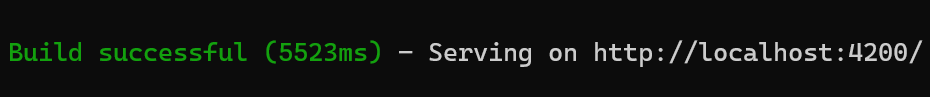 Build successful (5523ms) – Serving on http://localhost:4200/